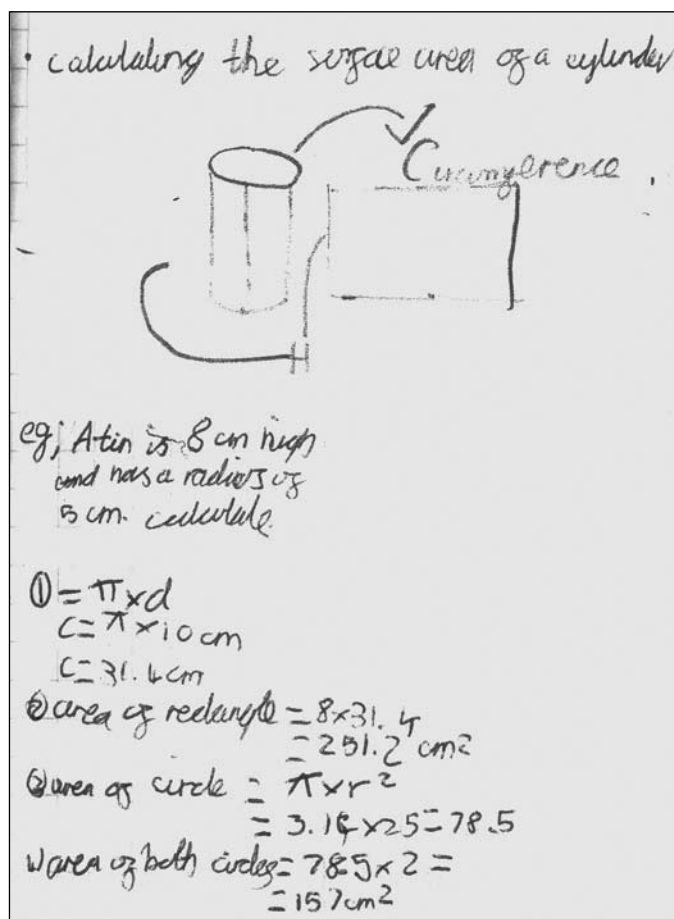 • calculating the surface area of a cylinder
Circumference.
H
eg; A tin is 8 cm high
and has a radius of
5 cm. calculate.
① = π × d
C = π × 10 cm
C = 31.4 cm
② area of rectangle = 8 × 31.4
= 251.2 cm²
③ area of circle = π × r²
= 3.14 × 25 = 78.5
4) area of both circles = 78.5 × 2 =
= 157 cm²